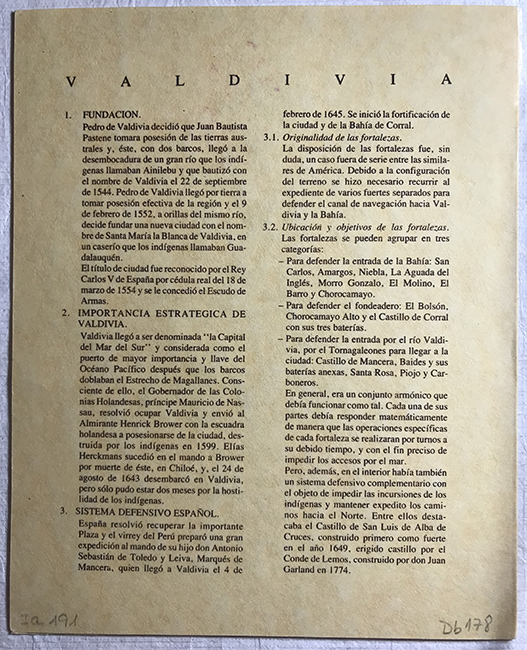 VALDIVIA
1. FUNDACION.
Pedro de Valdivia decidió que Juan Bautista
Pastene tomara posesión de las tierras aus-
trales y, éste, con dos barcos, llegó a la
desembocadura de un gran río que los indí-
genas llamaban Ainilebu y que bautizó con
el nombre de Valdivia el 22 de septiembre
de 1544. Pedro de Valdivia llegó por tierra a
tomar posesión efectiva de la región y el 9
de febrero de 1552, a orillas del mismo río,
decide fundar una nueva ciudad con el nom-
bre de Santa María la Blanca de Valdivia, en
un caserío que los indígenas llamaban Gua-
dalauquén.
El título de ciudad fue reconocido por el Rey
Carlos V de España por cédula real del 18 de
marzo de 1554 y se le concedió el Escudo de
Armas.
2. IMPORTANCIA ESTRATEGICA DE
VALDIVIA.
Valdivia llegó a ser denominada "la Capital
del Mar del Sur" y considerada como el
puerto de mayor importancia y llave del
Océano Pacífico después que los barcos
doblaban el Estrecho de Magallanes. Cons-
ciente de ello, el Gobernador de las Colo-
nias Holandesas, príncipe Mauricio de Nas-
sau, resolvió ocupar Valdivia y envió al
Almirante Henrick Brower con la escuadra
holandesa a posesionarse de la ciudad, des-
truida por los indígenas en 1599. Elías
Herckmans sucedió en el mando a Brower
por muerte de éste, en Chiloé, y, el 24 de
agosto de 1643 desembarcó en Valdivia,
pero sólo pudo estar dos meses por la hosti-
lidad de los indígenas.
3. SISTEMA DEFENSIVO ESPAÑOL.
España resolvió recuperar la importante
Plaza y el virrey del Perú preparó una gran
expedición al mando de su hijo don Antonio
Sebastián de Toledo y Leiva, Marqués de
Mancera, quien llegó a Valdivia el 4 de
febrero de 1645. Se inició la fortificación de
la ciudad y de la Bahía de Corral.
3.1. Originalidad de las fortalezas.
La disposición de las fortalezas fue, sin
duda, un caso fuera de serie entre las simila-
res de América. Debido a la configuración
del terreno se hizo necesario recurrir al
expediente de varios fuertes separados para
defender el canal de navegación hacia Val-
divia y la Bahía.
3.2. Ubicación y objetivos de las fortalezas.
Las fortalezas se pueden agrupar en tres
categorías:
– Para defender la entrada de la Bahía: San
Carlos, Amargos, Niebla, La Aguada del
Inglés, Morro Gonzalo, El Molino, El
Barro y Chorocamayo.
– Para defender el fondeadero: El Bolsón,
Chorocamayo Alto y el Castillo de Corral
con sus tres baterías.
– Para defender la entrada por el río Valdi-
via, por el Tornagaleones para llegar a la
ciudad: Castillo de Mancera, Baides y sus
baterías anexas, Santa Rosa, Piojo y Car-
boneros.
En general, era un conjunto armónico que
debía funcionar como tal. Cada una de sus
partes debía responder matemáticamente
de manera que las operaciones específicas
de cada fortaleza se realizaran por turnos a
su debido tiempo, y con el fin preciso de
impedir los accesos por el mar.
Pero, además, en el interior había también
un sistema defensivo complementario con
el objeto de impedir las incursiones de los
indígenas y mantener expedito los cami-
nos hacia el Norte. Entre ellos desta-
caba el Castillo de San Luis de Alba de
Cruces, construido primero como fuerte
en el año 1649, erigido castillo por el
Conde de Lemos, construido por don Juan
Garland en 1774.
Ia 191
Db178